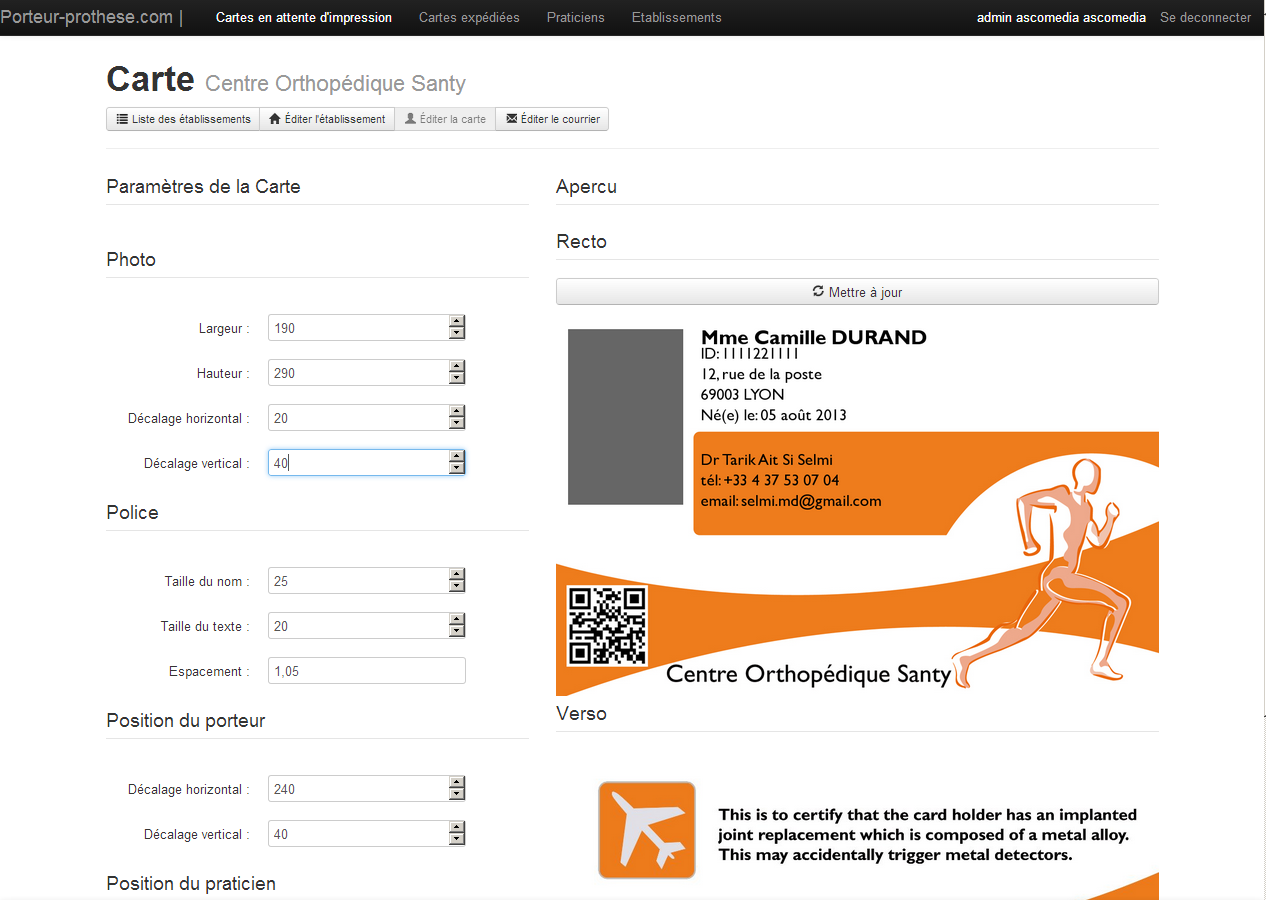 Porteur-prothese.com | Cartes en attente d'impression Cartes expédiées Praticiens Etablissements admin ascomedia ascomedia Se deconnecter
Carte Centre Orthopédique Santy
Liste des établissements Éditer l'établissement Éditer la carte Éditer le courrier
Paramètres de la Carte
Photo
Largeur : 190
Hauteur : 290
Décalage horizontal : 20
Décalage vertical : 40
Police
Taille du nom : 25
Taille du texte : 20
Espacement : 1,05
Position du porteur
Décalage horizontal : 240
Décalage vertical : 40
Position du praticien
Apercu
Recto
Mettre à jour
Mme Camille DURAND
ID: 1111221111
12, rue de la poste
69003 LYON
Né(e) le: 05 août 2013
Dr Tarik Ait Si Selmi
tél: +33 4 37 53 07 04
email: selmi.md@gmail.com
Centre Orthopédique Santy
Verso
This is to certify that the card holder has an implanted
joint replacement which is composed of a metal alloy.
This may accidentally trigger metal detectors.